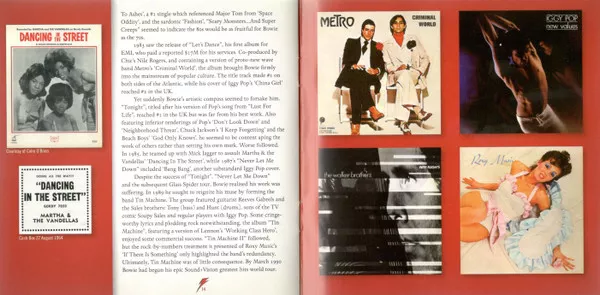 DANCING IN THE STREET
Courtesy of Colin O'Brien
"DANCING
IN THE STREET"
GORDY 7033
MARTHA &
THE VANDELLAS
Cash Box 22 August 1964
To Ashes', a #1 single which referenced Major Tom from 'Space
Oddity', and the sardonic 'Fashion', 'Scary Monsters...And Super
Creeps" seemed to indicate the 80s would be as fruitful for Bowie
as the 70s.
1983 saw the release of "Let's Dance", his first album for
EMI, who paid a reported $17M for his services. Co-produced by
Chic's Nile Rogers, and containing a version of proto-new wave
band Metro's 'Criminal World', the album brought Bowie firmly
into the mainstream of popular culture. The title track made #1 on
both sides of the Atlantic, while his cover of Iggy Pop's 'China Girl'
reached #2 in the UK.
Yet suddenly Bowie's artistic compass seemed to forsake him.
"Tonight", titled after his version of Pop's song from "Lust For
Life", reached #1 in the UK but was far from his best work. Also
featuring inferior renderings of Pop's 'Don't Look Down' and
'Neighborhood Threat', Chuck Jackson's 'I Keep Forgetting' and the
Beach Boys' 'God Only Knows', he seemed to be content aping the
work of others rather than writing his own work. Worse followed.
In 1985, he teamed up with Mick Jagger to assault Martha & the
Vandellas' 'Dancing In The Street', while 1987's "Never Let Me
Down" included 'Bang Bang', another substandard Iggy Pop cover.
Despite the success of "Tonight", "Never Let Me Down"
and the subsequent Glass Spider tour, Bowie realised his work was
suffering. In 1989 he sought to reignite his muse by forming the
band Tin Machine. The group featured guitarist Reeves Gabrels and
the Sales brothers: Tony (bass) and Hunt (drums), sons of the TV
comic Soupy Sales and regular players with Iggy Pop. Some cringe-
worthy lyrics and plodding rock notwithstanding, the album "Tin
Machine", featuring a version of Lennon's 'Working Class Hero',
enjoyed some commercial success. "Tin Machine II" followed,
but the rock-by-numbers treatment it presented of Roxy Music's
'If There Is Something' only highlighted the band's redundancy.
Ultimately, Tin Machine was of little consequence. By March 1990
Bowie had begun his epic Sound+Vision greatest hits world tour.
METRO
CRIMINAL
WORLD
IGGY POP
new values
the walker brothers
Roxy Music